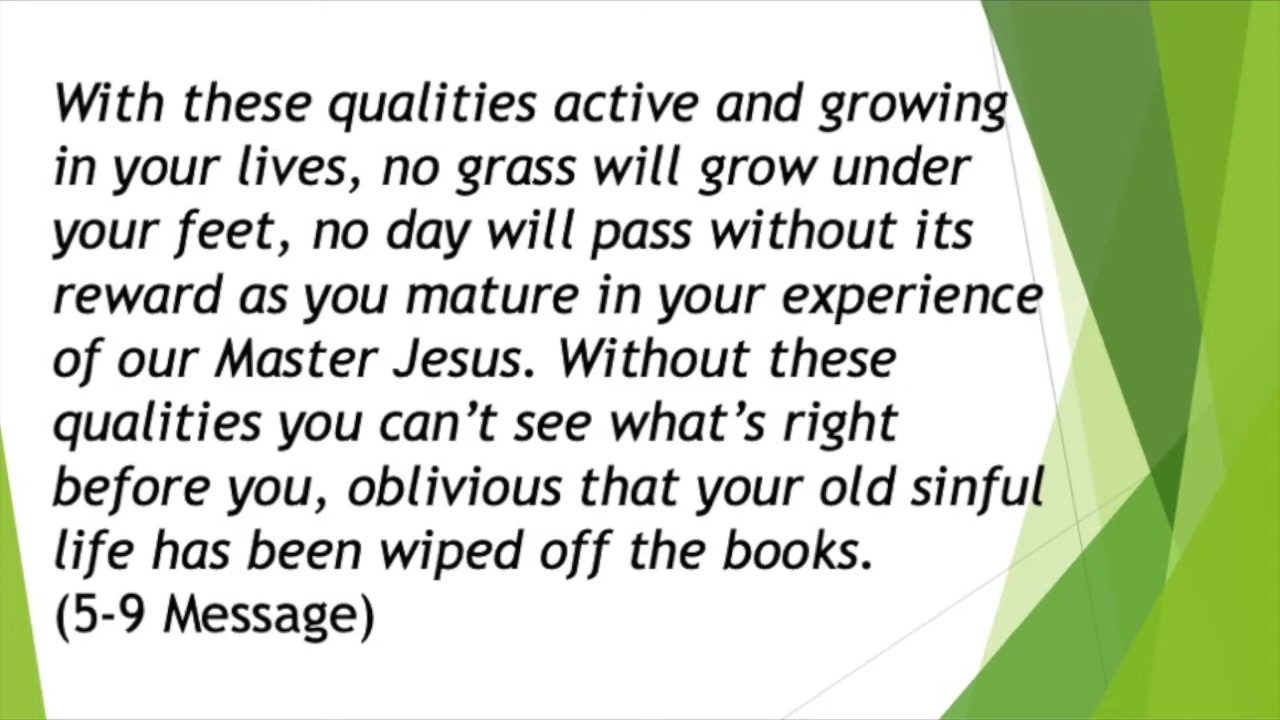 With these qualities active and growing
in your lives, no grass will grow under
your feet, no day will pass without its
reward as you mature in your experience
of our Master Jesus. Without these
qualities you can’t see what’s right
before you, oblivious that your old sinful
life has been wiped off the books.
(5-9 Message)